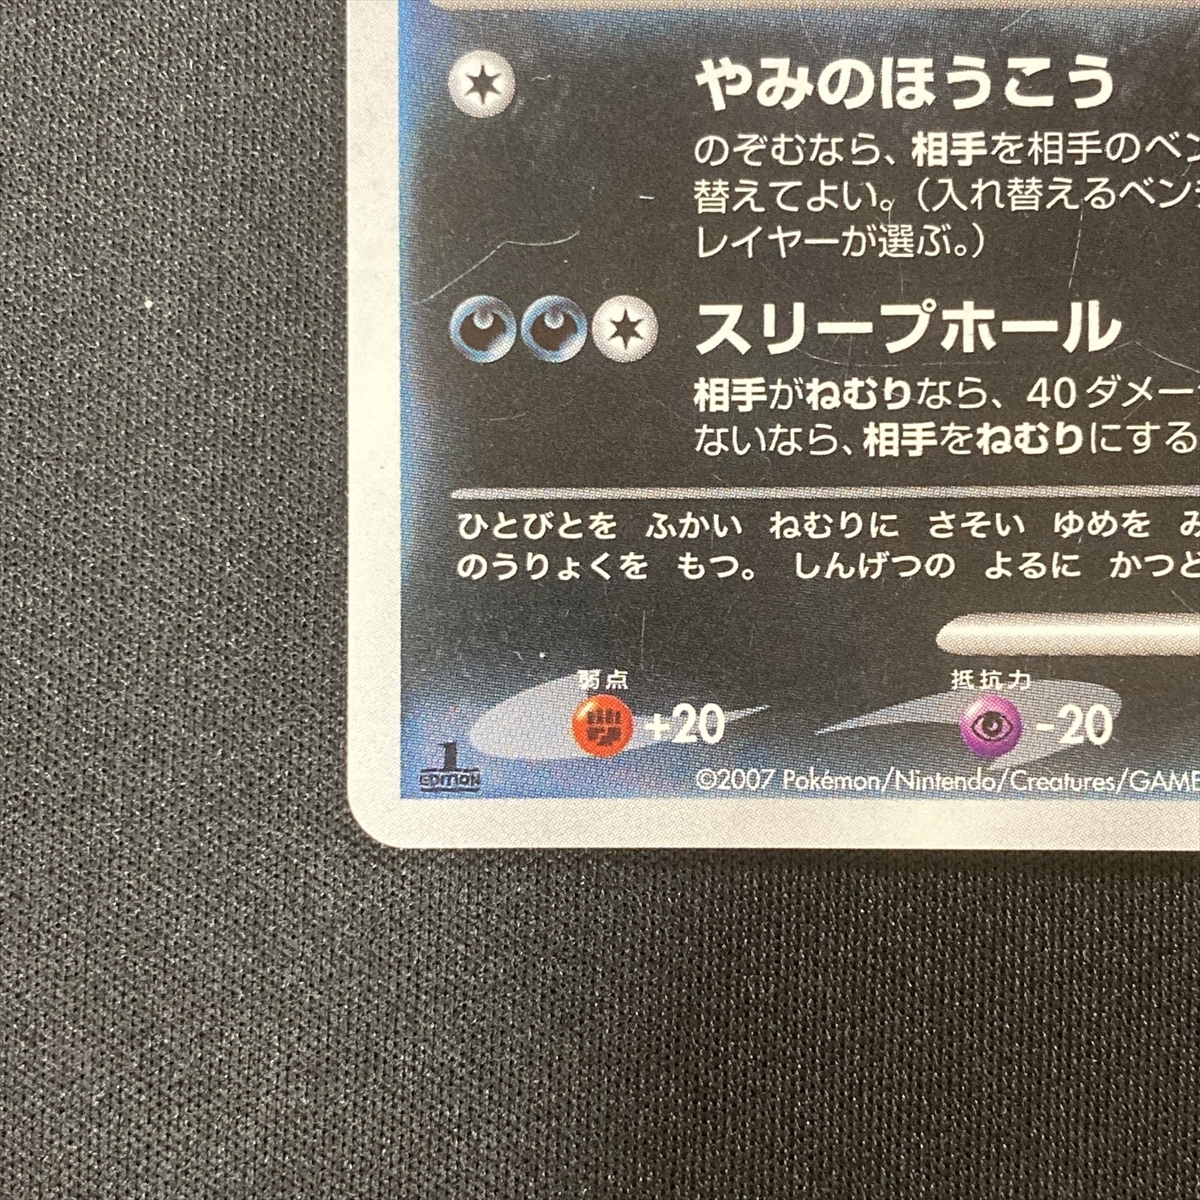 やみのほうこう
のぞむなら、相手を相手のベン
替えてよい。（入れ替えるベンチ
レイヤーが選ぶ。）
スリープホール
相手がねむりなら、40ダメー
ないなら、相手をねむりにする
ひとびとを ふかい ねむりに さそい ゆめを み
のうりょくを もつ。 しんげつの よるに かつど
弱点 抵抗力
+20 -20
1 EDITION
©2007 Pokémon/Nintendo/Creatures/GAME